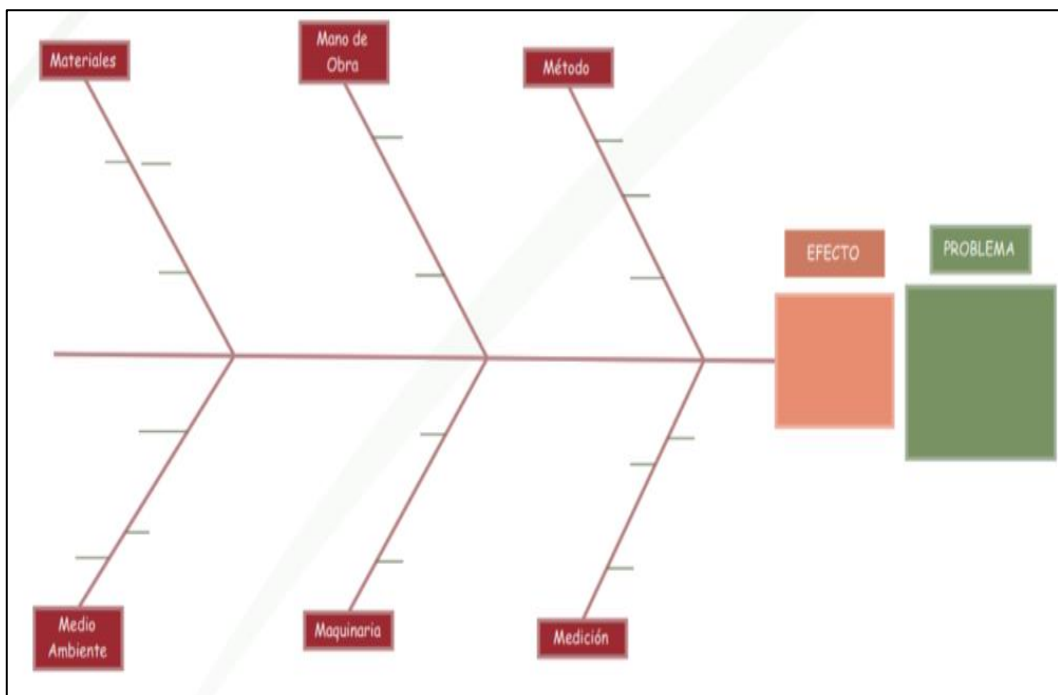 Materiales
Mano de
Obra
Método
EFECTO
PROBLEMA
Medio
Ambiente
Maquinaria
Medición